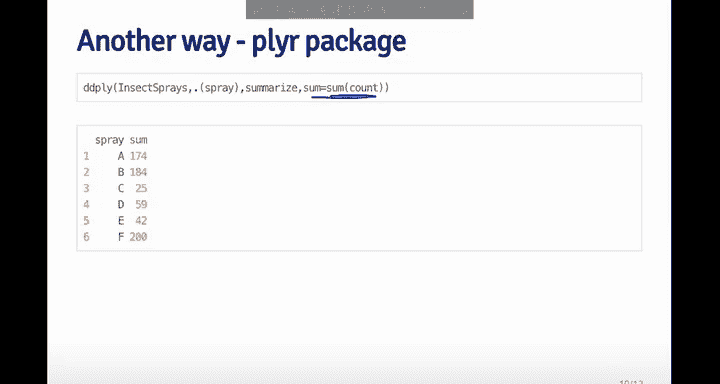 Another way - plyr package
ddply(InsectSprays,.(spray),summarize,sum=sum(count))
spray sum
1 A 174
2 B 184
3 C 25
4 D 59
5 E 42
6 F 200